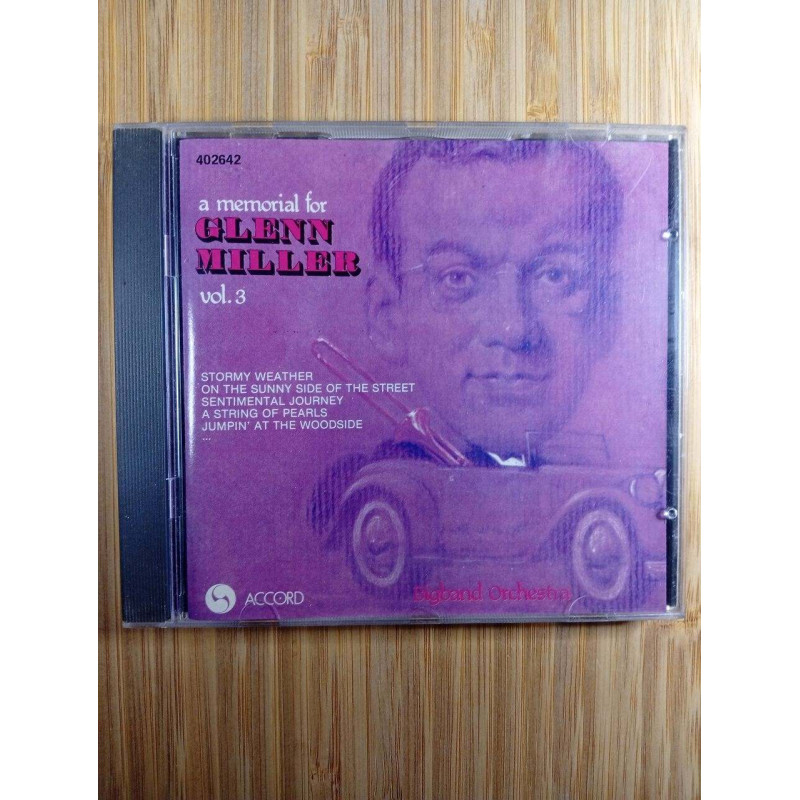 402642
a memorial for
GLENN
MILLER
vol. 3
STORMY WEATHER
ON THE SUNNY SIDE OF THE STREET
SENTIMENTAL JOURNEY
A STRING OF PEARLS
JUMPIN' AT THE WOODSIDE
...
Bigband Orchestra
ACCORD